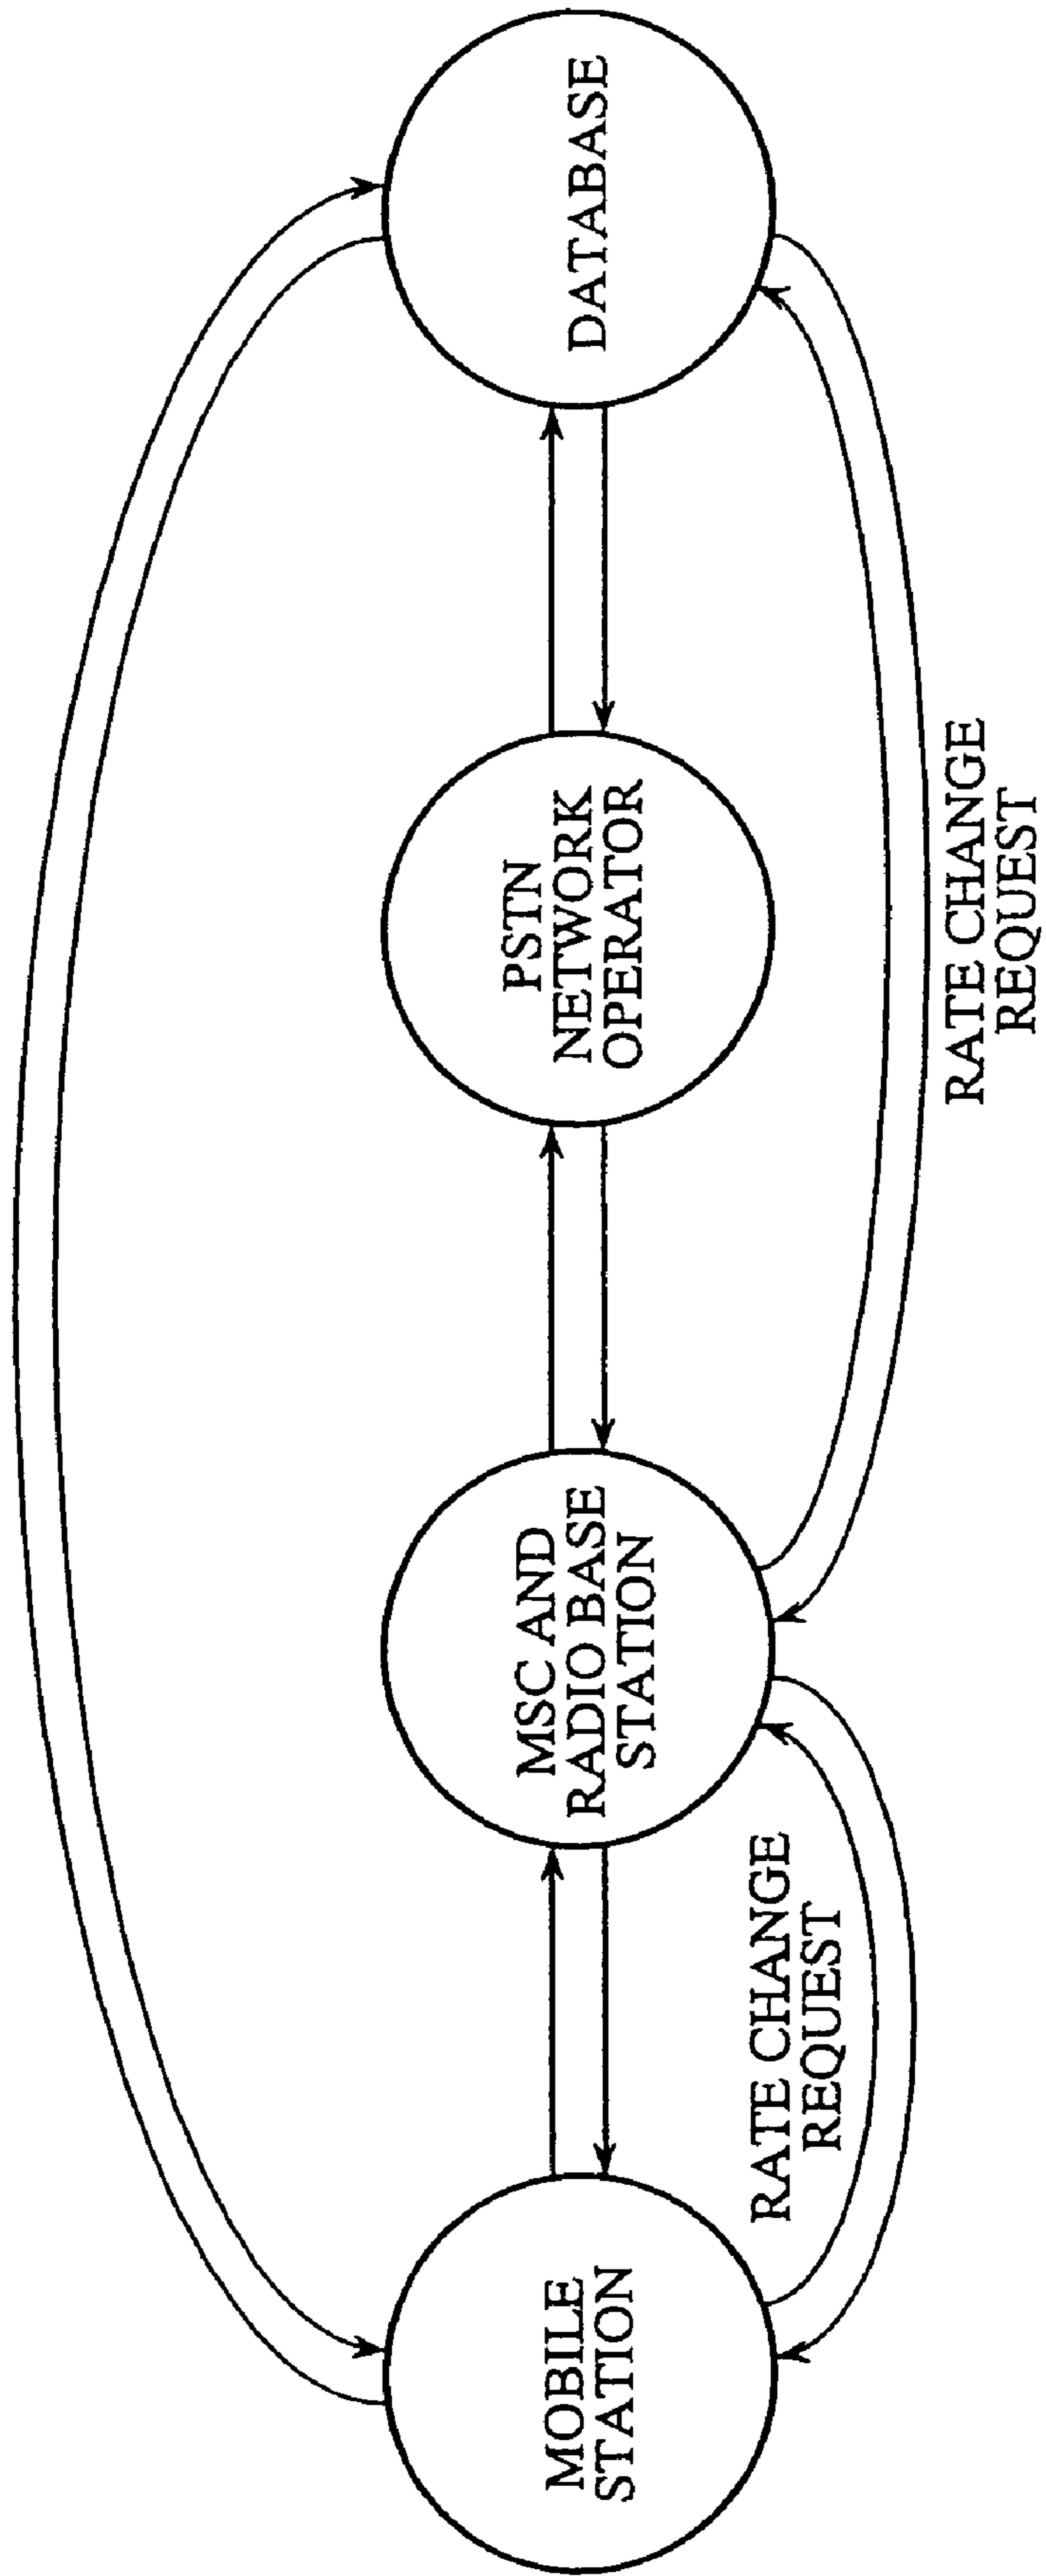 MOBILE
STATION
MSC AND
RADIO BASE
STATION
PSTN
NETWORK
OPERATOR
DATABASE
RATE CHANGE
REQUEST
RATE CHANGE
REQUEST